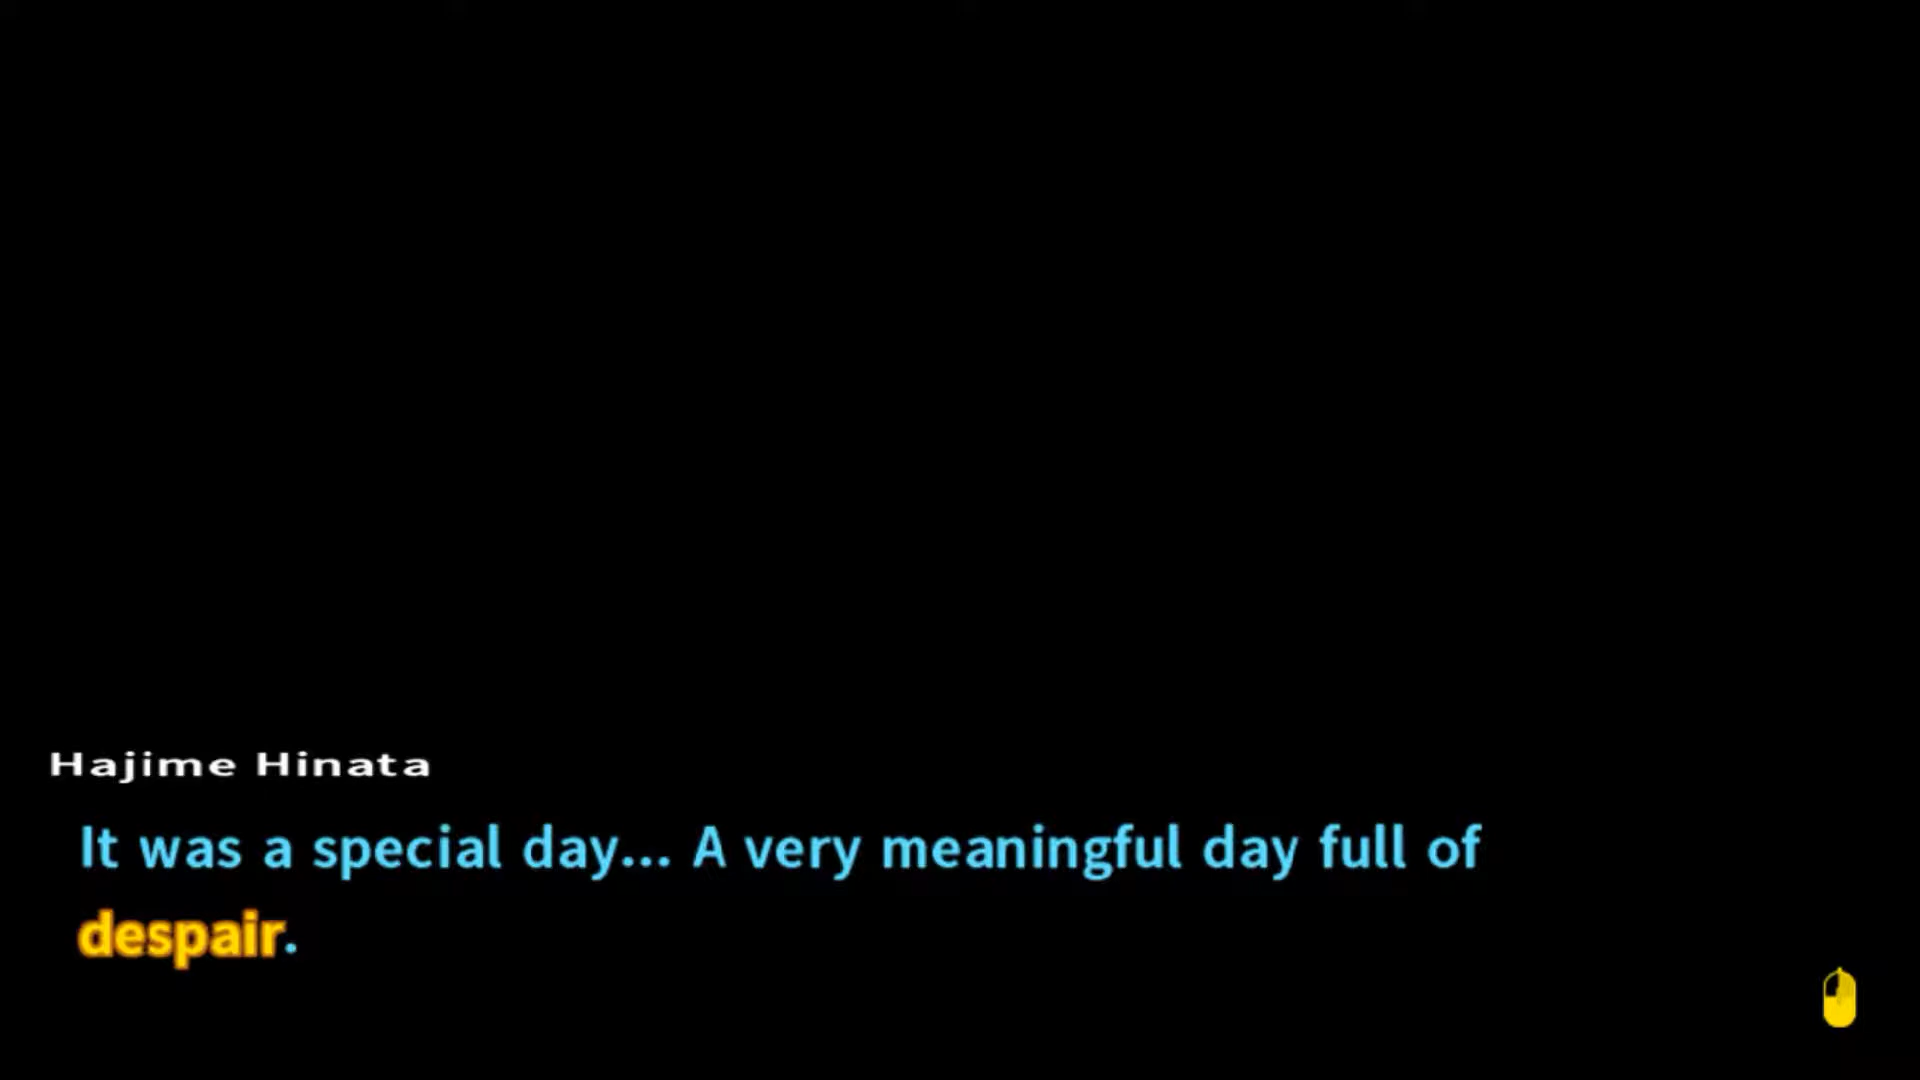 Hajime Hinata
It was a special day... A very meaningful day full of
despair.